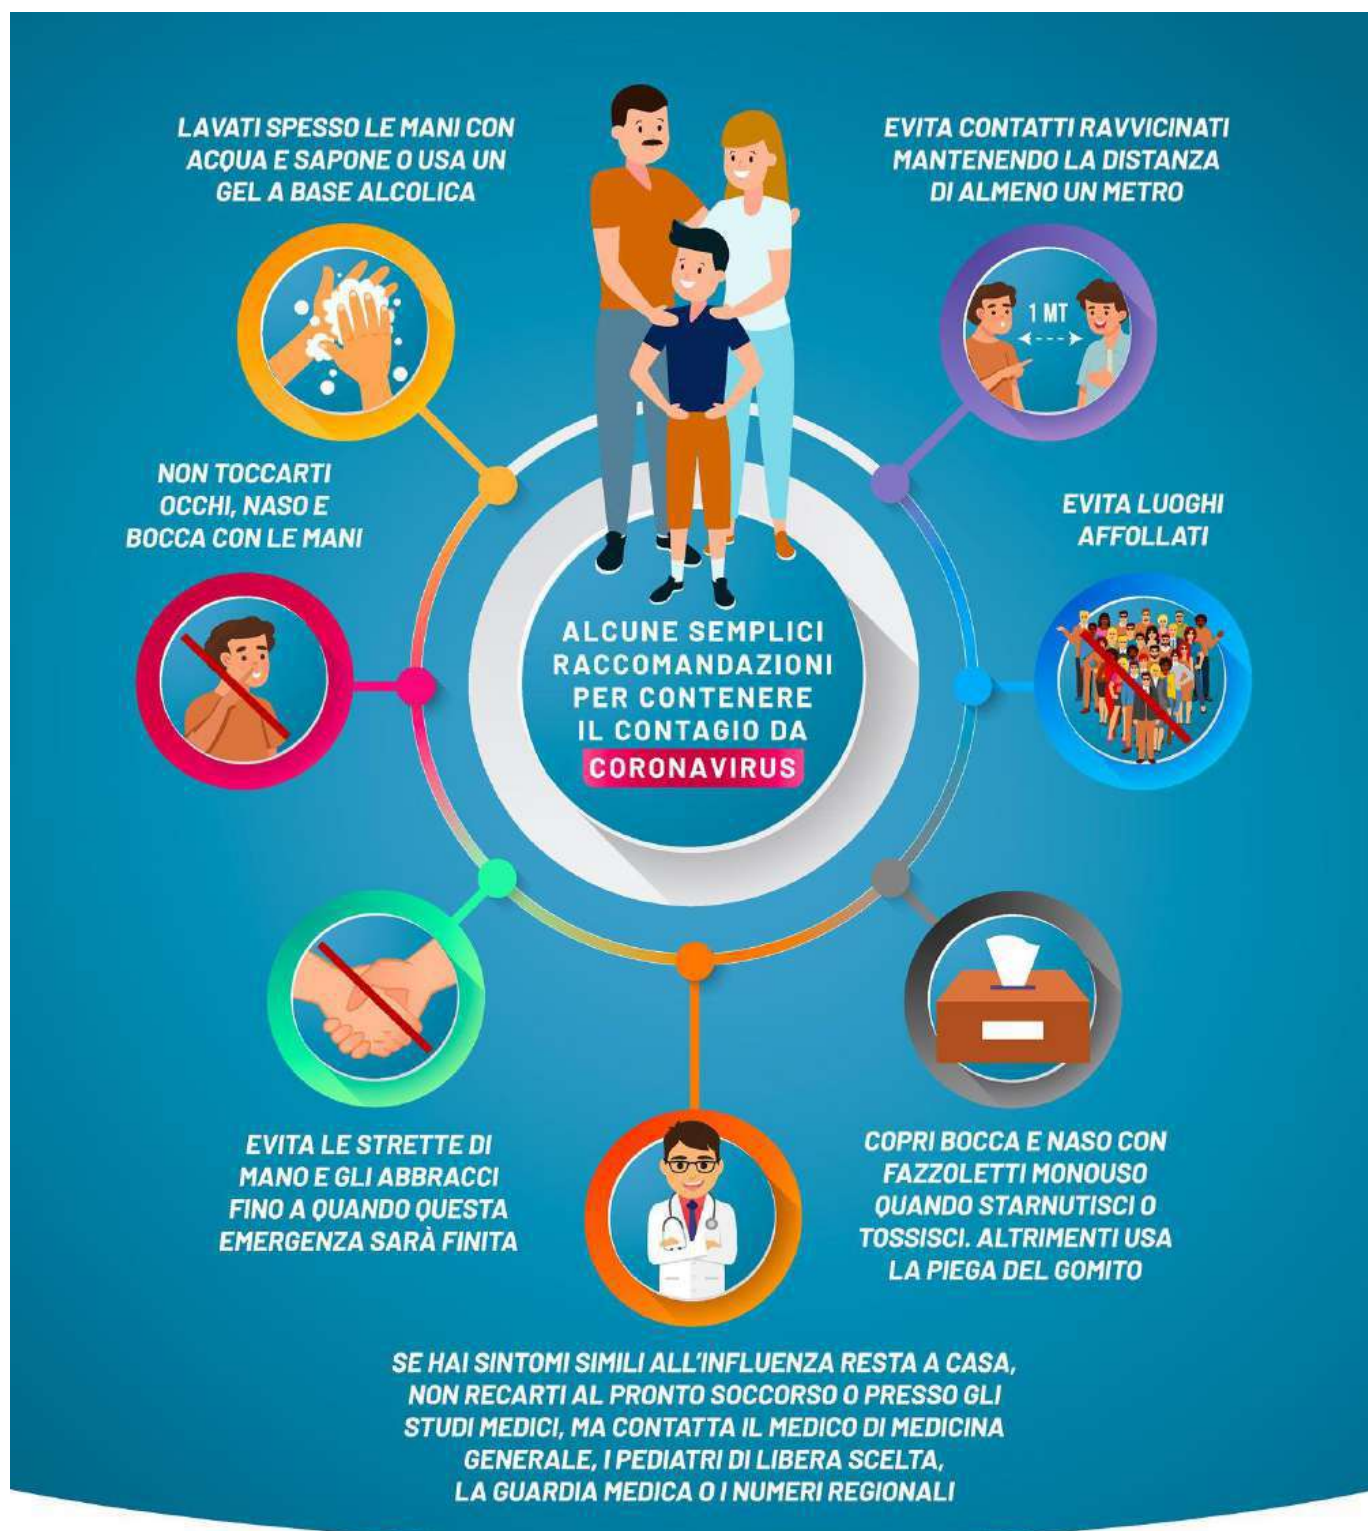 LAVATI SPESSO LE MANI CON
ACQUA E SAPONE O USA UN
GEL A BASE ALCOLICA
EVITA CONTATTI RAVVICINATI
MANTENENDO LA DISTANZA
DI ALMENO UN METRO
1 MT
NON TOCCARTI
OCCHI, NASO E
BOCCA CON LE MANI
EVITA LUOGHI
AFFOLLATI
ALCUNE SEMPLICI
RACCOMANDAZIONI
PER CONTENERE
IL CONTAGIO DA
CORONAVIRUS
EVITA LE STRETTE DI
MANO E GLI ABBRACCI
FINO A QUANDO QUESTA
EMERGENZA SARÀ FINITA
COPRI BOCCA E NASO CON
FAZZOLETTI MONOUSO
QUANDO STARNUTISCI O
TOSSISCI. ALTRIMENTI USA
LA PIEGA DEL GOMITO
SE HAI SINTOMI SIMILI ALL'INFLUENZA RESTA A CASA,
NON RECARTI AL PRONTO SOCCORSO O PRESSO GLI
STUDI MEDICI, MA CONTATTA IL MEDICO DI MEDICINA
GENERALE, I PEDIATRI DI LIBERA SCELTA,
LA GUARDIA MEDICA O I NUMERI REGIONALI